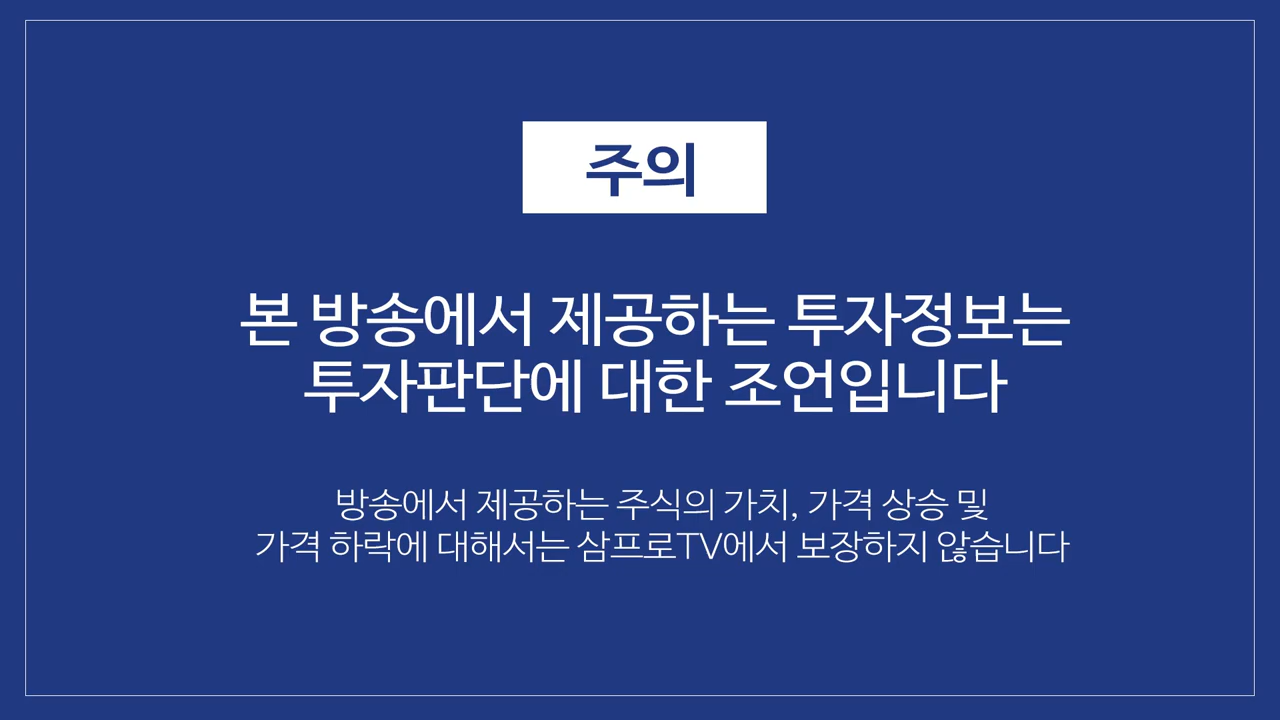 주의
본 방송에서 제공하는 투자정보는
투자판단에 대한 조언입니다
방송에서 제공하는 주식의 가치, 가격 상승 및
가격 하락에 대해서는 삼프로TV에서 보장하지 않습니다